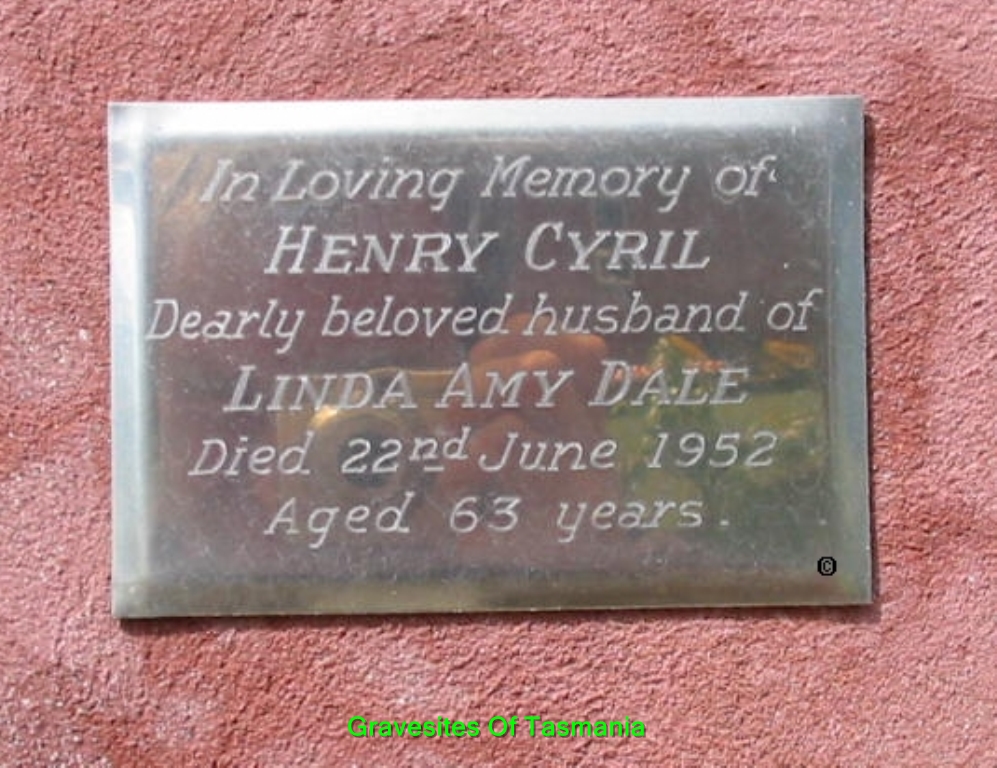 In Loving Memory of
HENRY CYRIL
Dearly beloved husband of
LINDA AMY DALE
Died 22nd June 1952
Aged 63 years.
©
Gravesites Of Tasmania